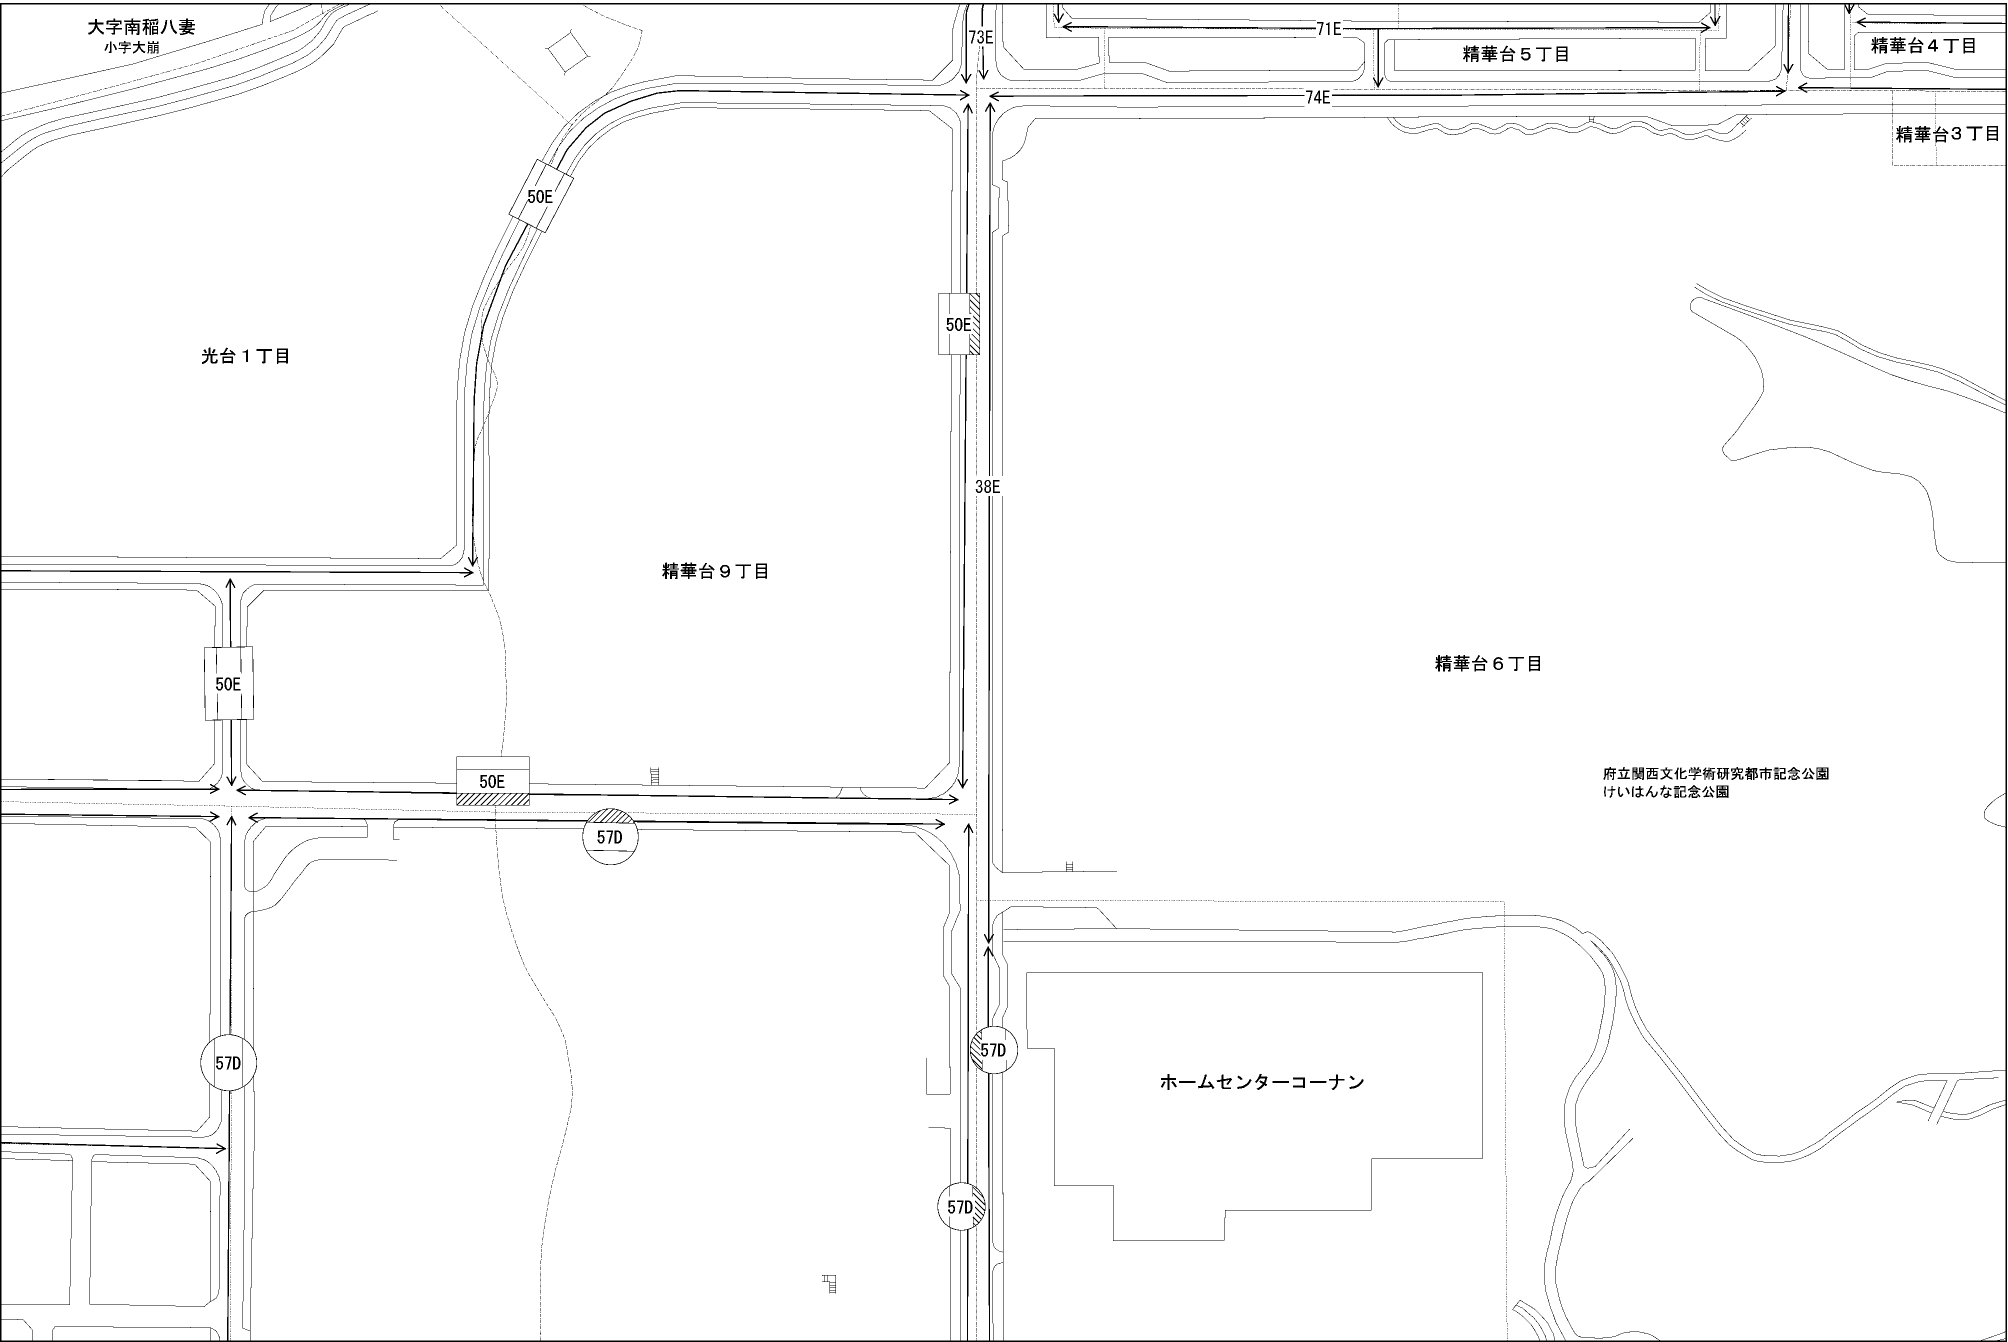 大字南稲八妻
小字大崩
73E
71E
精華台５丁目
精華台４丁目
74E
精華台３丁目
50E
50E
光台１丁目
38E
精華台９丁目
精華台６丁目
50E
50E
府立関西文化学術研究都市記念公園
けいはんな記念公園
57D
57D
57D
ホームセンターコーナン
57D